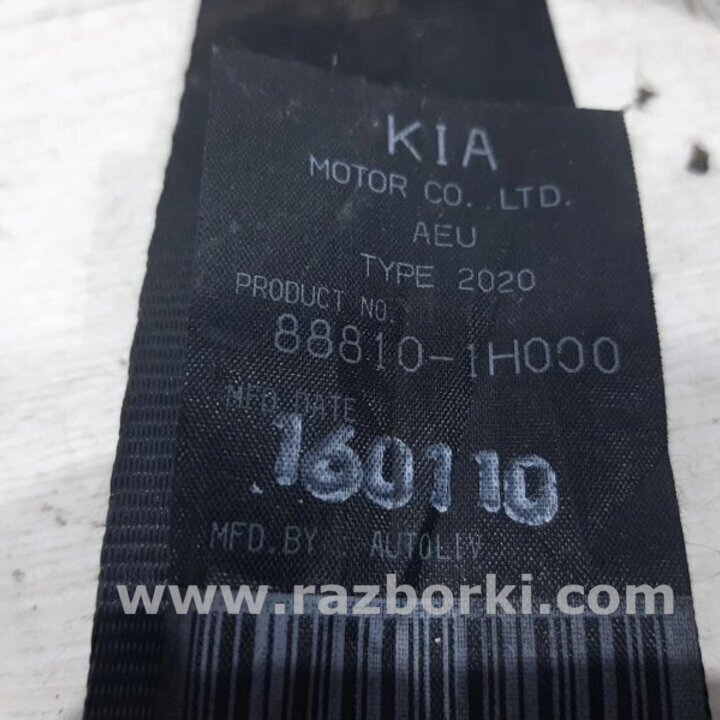 KIA
MOTOR CO. LTD.
AEU
TYPE 2020
PRODUCT NO.
88810-1H000
MFD.DATE
160110
MFD.BY AUTOLIV
www.razborki.com